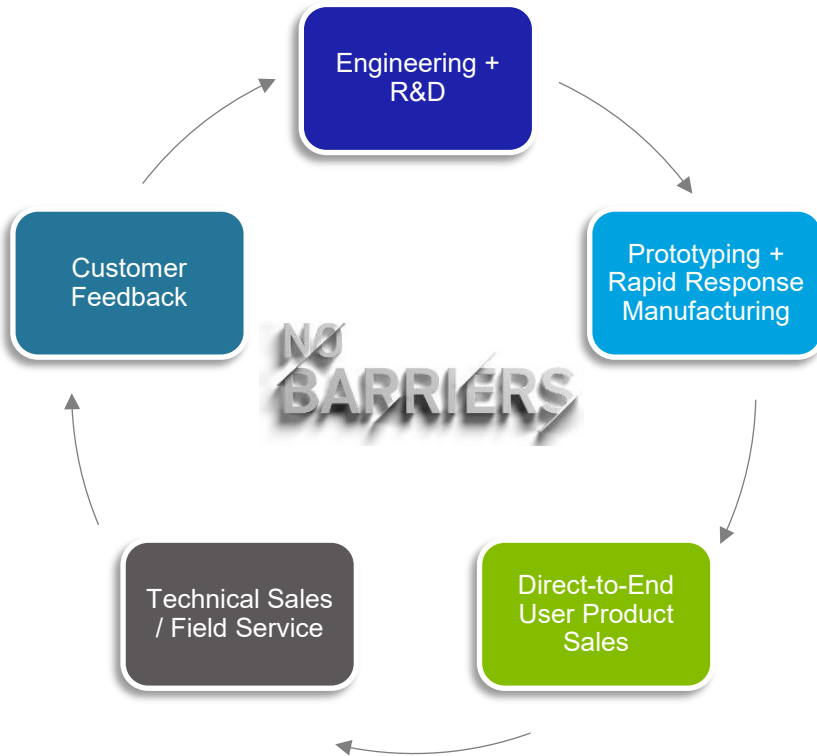 Engineering +
R&D
Prototyping +
Rapid Response
Manufacturing
Direct-to-End
User Product
Sales
Technical Sales
/ Field Service
Customer
Feedback
NO
BARRIERS